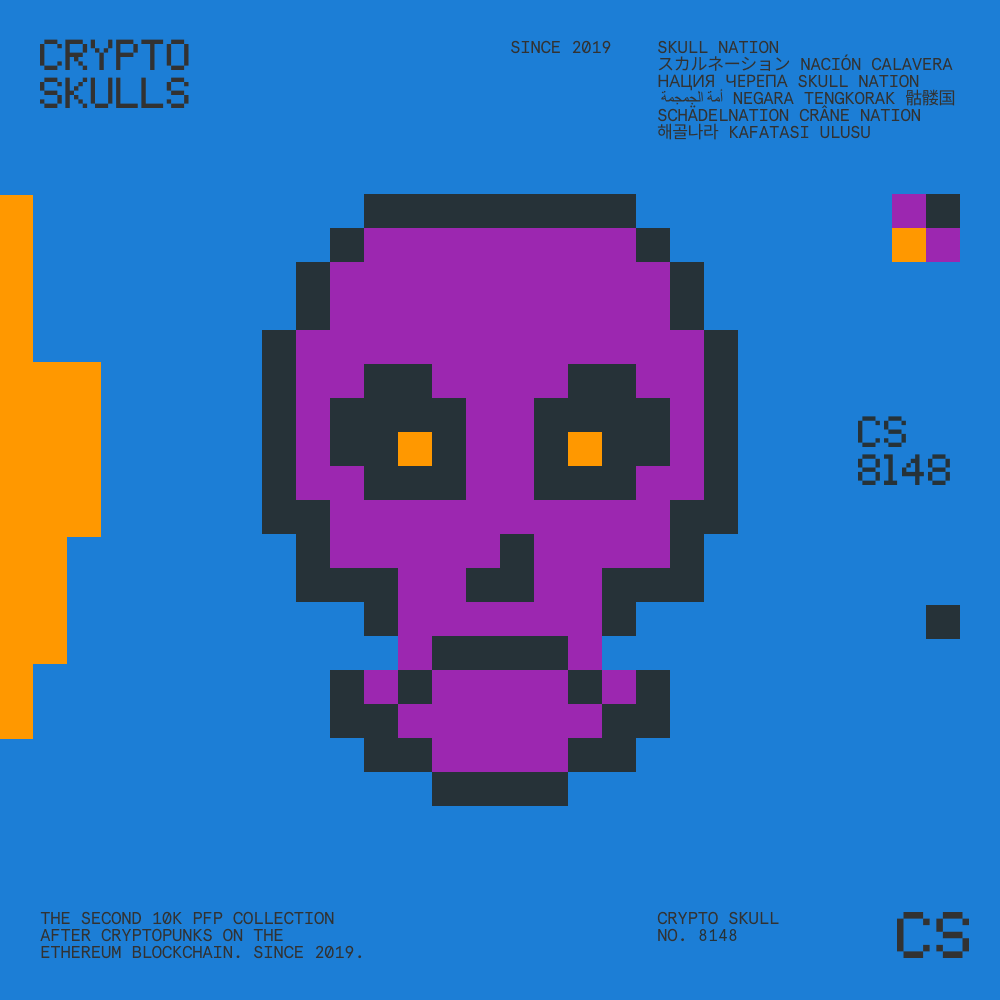 CRYPTO
SKULLS
SINCE 2019
SKULL NATION
スカルネーション NACIÓN CALAVERA
НАЦИЯ ЧЕРЕПА SKULL NATION
أمة الجمجمة NEGARA TENGKORAK 骷髅国
SCHÄDELNATION CRÂNE NATION
해골나라 KAFATASI ULUSU
CS
8148
THE SECOND 10K PFP COLLECTION
AFTER CRYPTOPUNKS ON THE
ETHEREUM BLOCKCHAIN. SINCE 2019.
CRYPTO SKULL
NO. 8148
CS